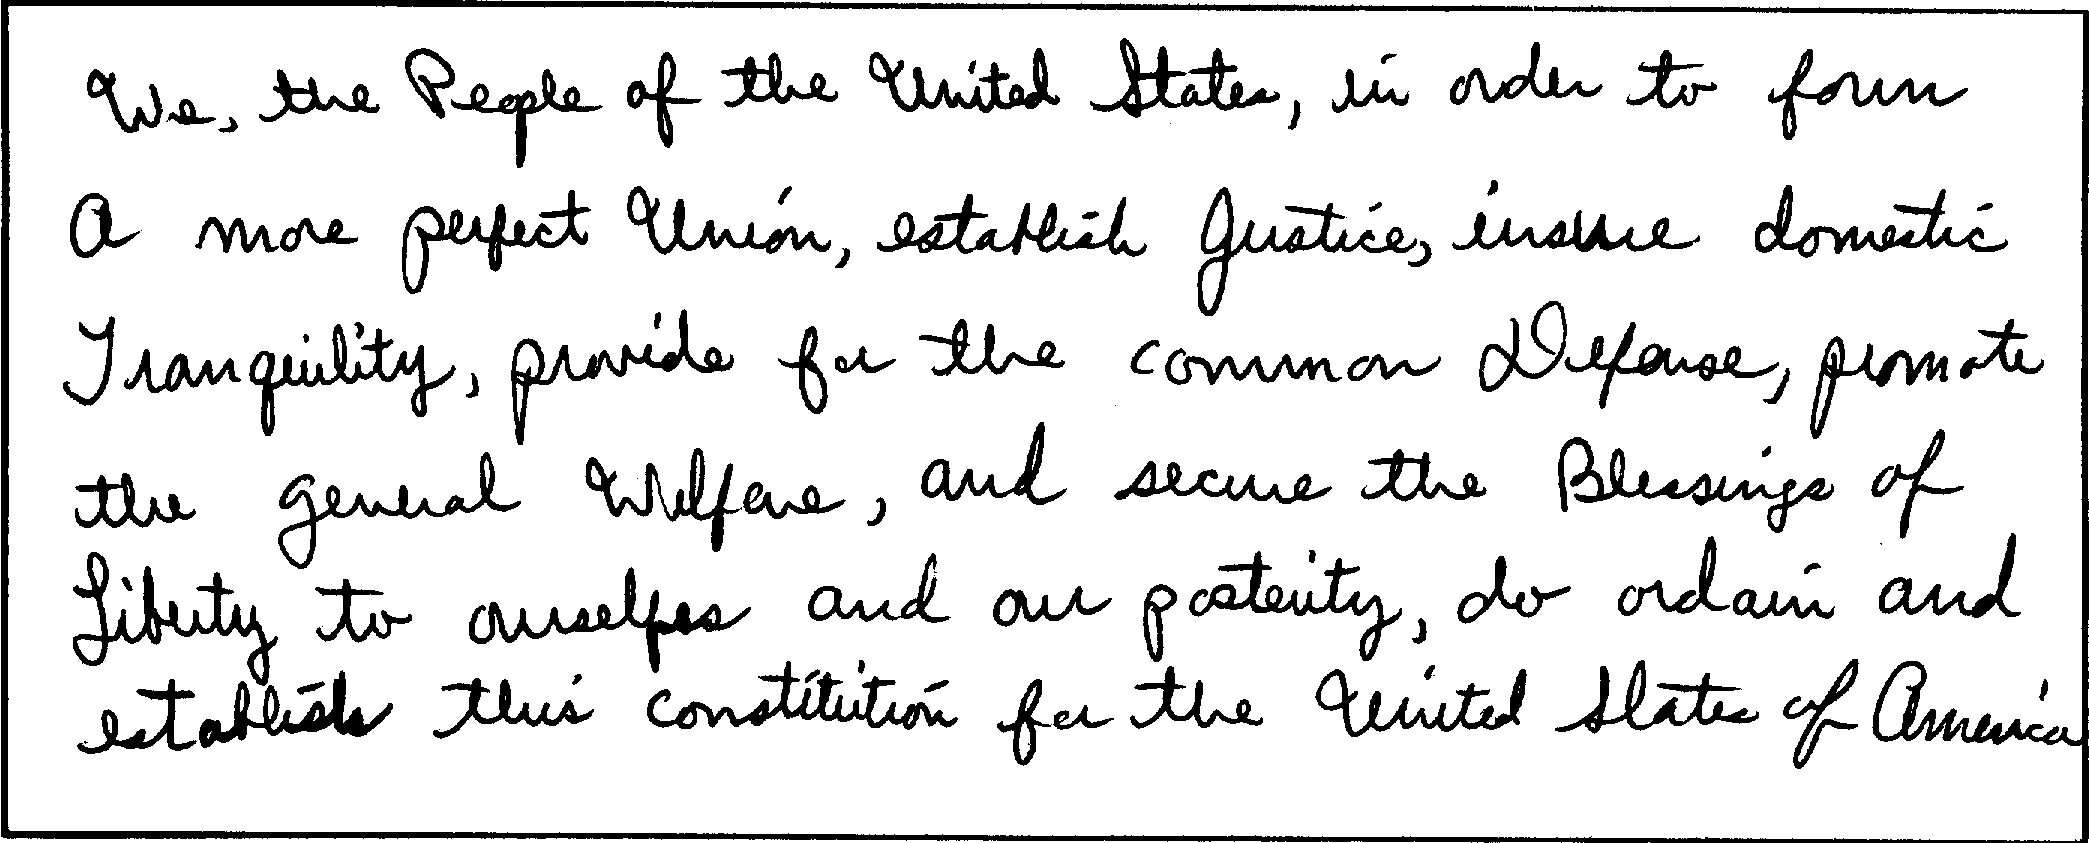 We, the People of the United States, in order to form
A more perfect Union, establish Justice, insure domestic
Tranquility, provide for the common Defense, promote
the general Welfare, and secure the Blessings of
Liberty to ourselves and our posterity, do ordain and
establish this constitution for the United States of America